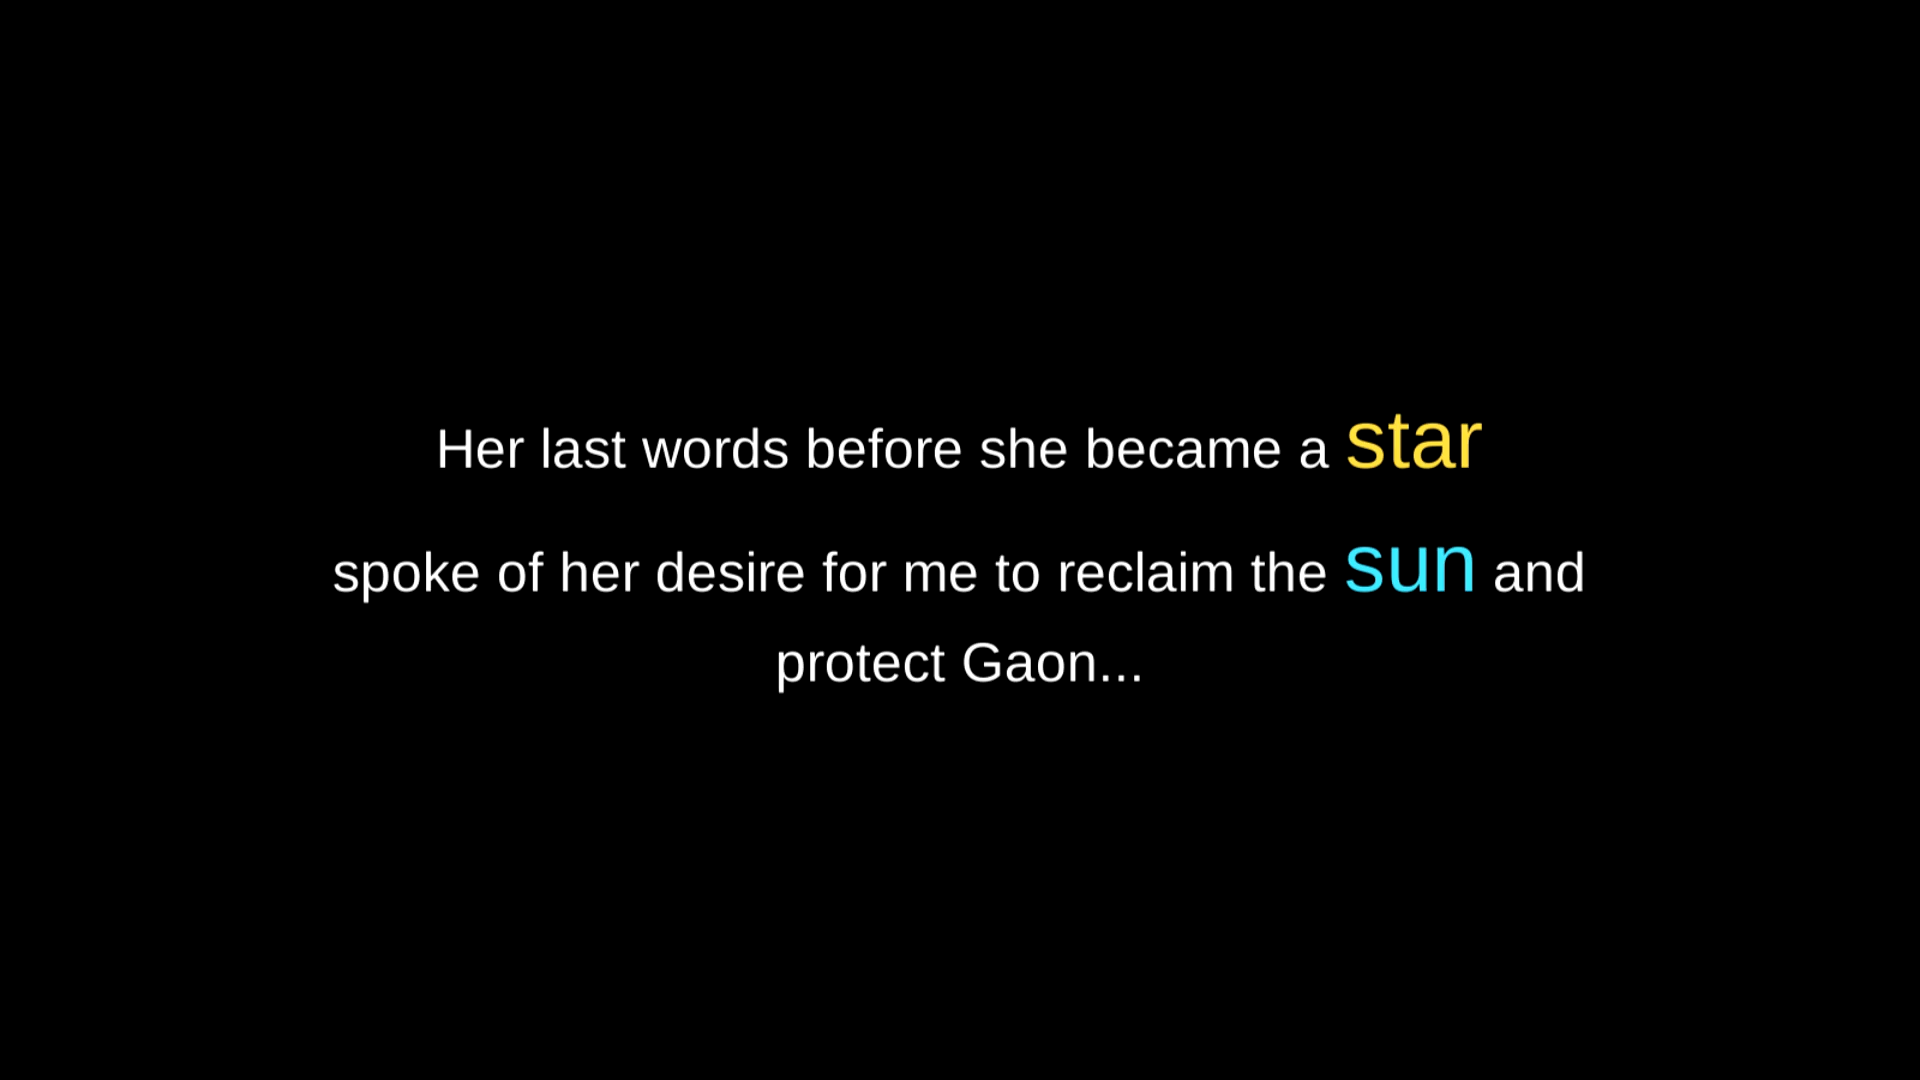 Her last words before she became a star
spoke of her desire for me to reclaim the sun and
protect Gaon...